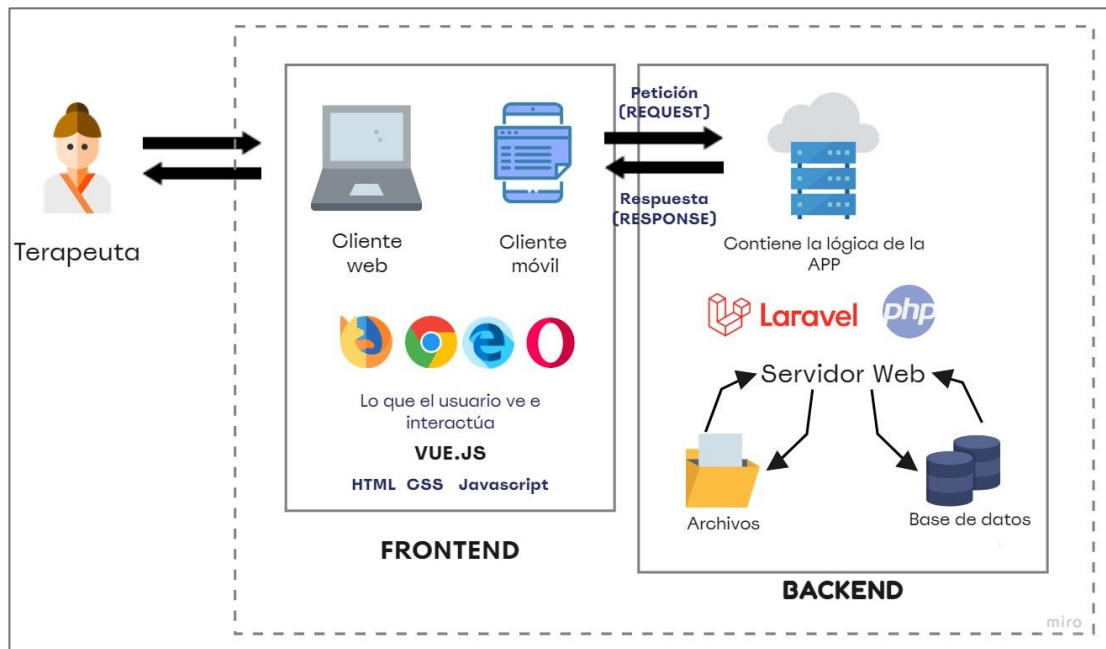 Terapeuta
Cliente
web
Cliente
móvil
Lo que el usuario ve e
interactúa
VUE.JS
HTML CSS Javascript
FRONTEND
Petición
(REQUEST)
Respuesta
(RESPONSE)
Contiene la lógica de la
APP
Laravel
php
Servidor Web
Archivos
Base de datos
BACKEND
miro